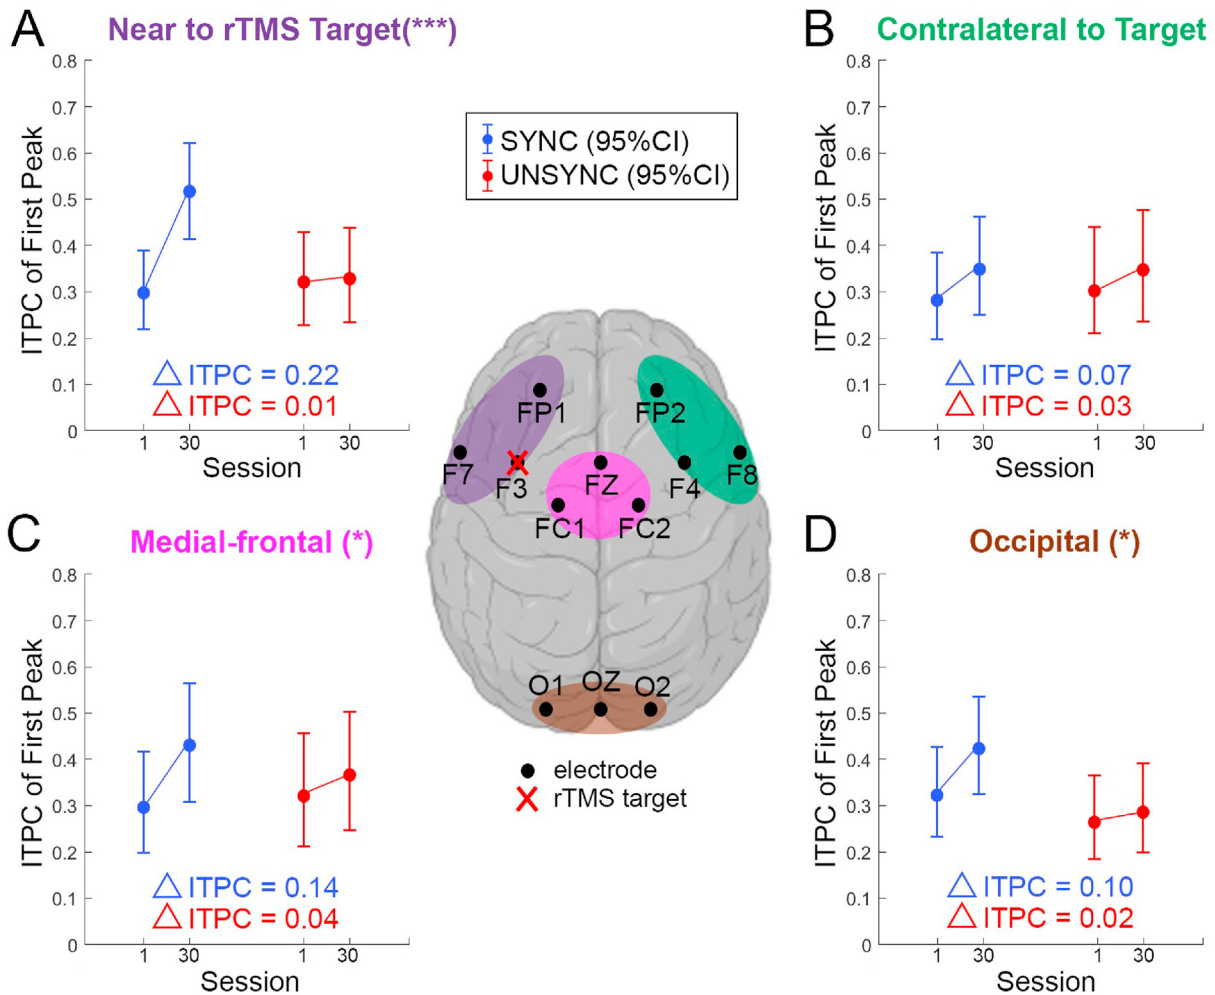 A
Near to rTMS Target(***)
0.8
0.7
0.6
0.5
0.4
0.3
0.2
0.1
0
ITPC of First Peak
△ ITPC = 0.22
△ ITPC = 0.01
1 30 1 30
Session
SYNC (95%CI)
UNSYNC (95%CI)
B
Contralateral to Target
0.8
0.7
0.6
0.5
0.4
0.3
0.2
0.1
0
ITPC of First Peak
△ ITPC = 0.07
△ ITPC = 0.03
1 30 1 30
Session
FP1 FP2
F7 F3 FZ F4 F8
FC1 FC2
O1 OZ O2
electrode
rTMS target
C
Medial-frontal (*)
0.8
0.7
0.6
0.5
0.4
0.3
0.2
0.1
0
ITPC of First Peak
△ ITPC = 0.14
△ ITPC = 0.04
1 30 1 30
Session
D
Occipital (*)
0.8
0.7
0.6
0.5
0.4
0.3
0.2
0.1
0
ITPC of First Peak
△ ITPC = 0.10
△ ITPC = 0.02
1 30 1 30
Session